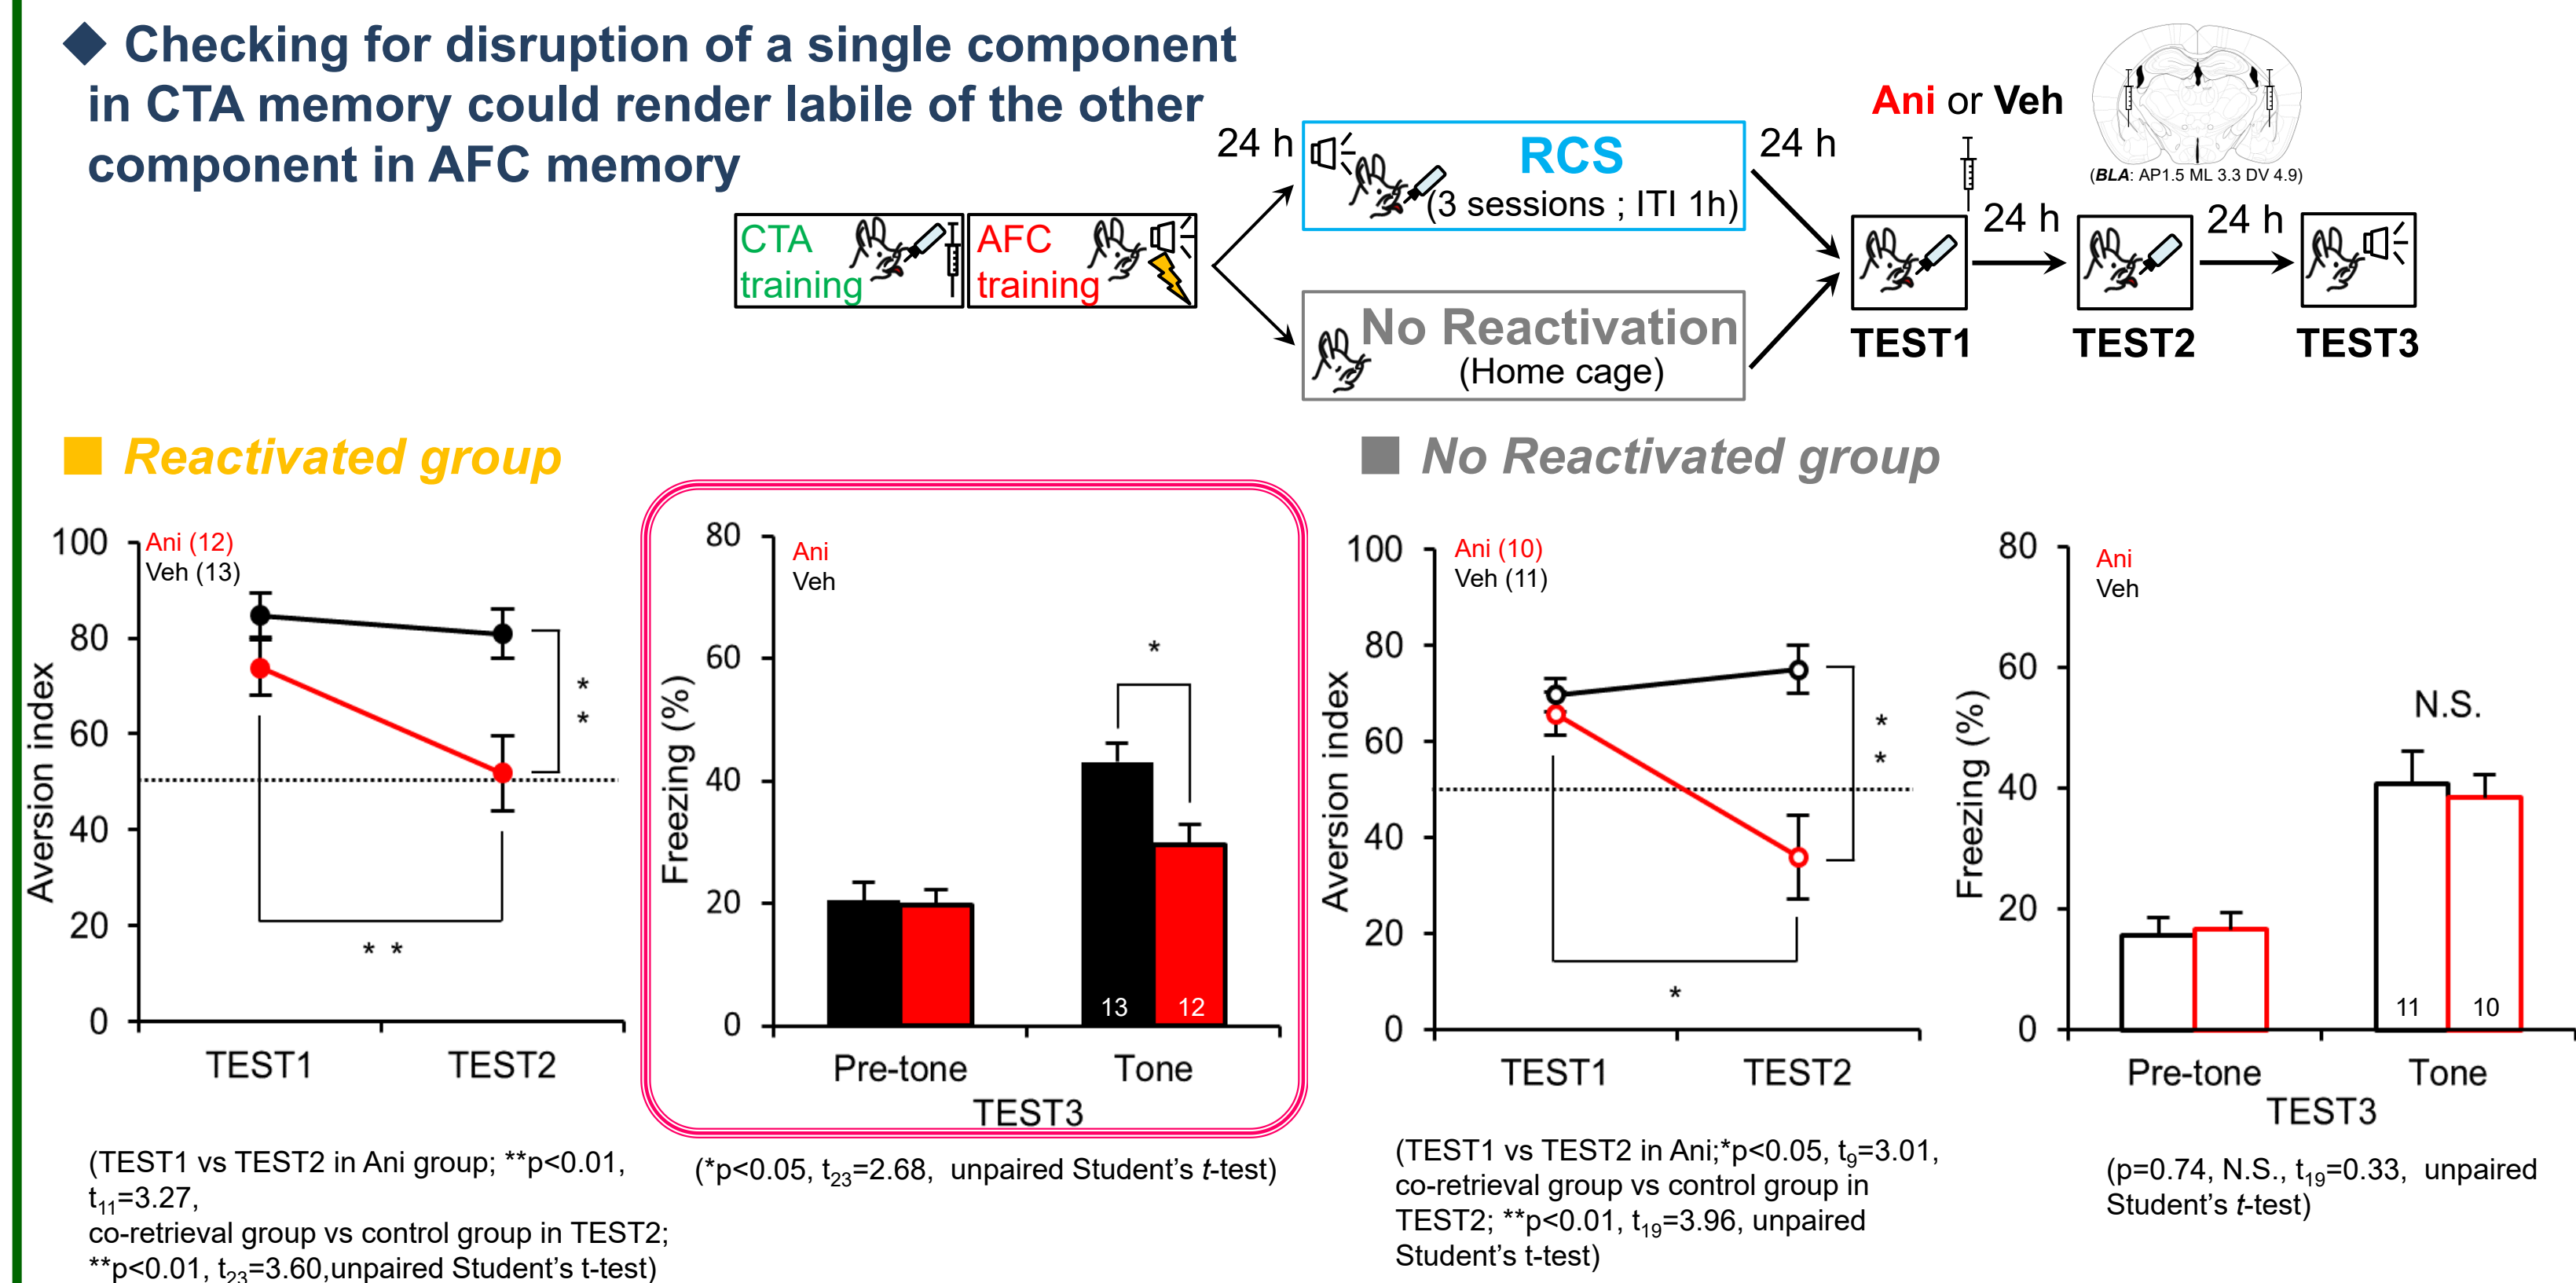 ◆ Checking for disruption of a single component
in CTA memory could render labile of the other
component in AFC memory
CTA
training
AFC
training
24 h
RCS
(3 sessions ; ITI 1h)
No Reactivation
(Home cage)
24 h
Ani or Veh
(BLA: AP1.5 ML 3.3 DV 4.9)
24 h
24 h
TEST1
TEST2
TEST3
■ Reactivated group
Aversion index
100
80
60
40
20
0
Ani (12)
Veh (13)
* *
* *
TEST1
TEST2
(TEST1 vs TEST2 in Ani group; **p<0.01,
t11=3.27,
co-retrieval group vs control group in TEST2;
**p<0.01, t23=3.60,unpaired Student's t-test)
Freezing (%)
80
60
40
20
0
Ani
Veh
*
13
12
Pre-tone
Tone
TEST3
(*p<0.05, t23=2.68, unpaired Student's t-test)
■ No Reactivated group
Aversion index
100
80
60
40
20
0
Ani (10)
Veh (11)
* *
*
TEST1
TEST2
(TEST1 vs TEST2 in Ani;*p<0.05, t9=3.01,
co-retrieval group vs control group in
TEST2; **p<0.01, t19=3.96, unpaired
Student's t-test)
Freezing (%)
80
60
40
20
0
Ani
Veh
N.S.
11
10
Pre-tone
Tone
TEST3
(p=0.74, N.S., t19=0.33, unpaired
Student's t-test)